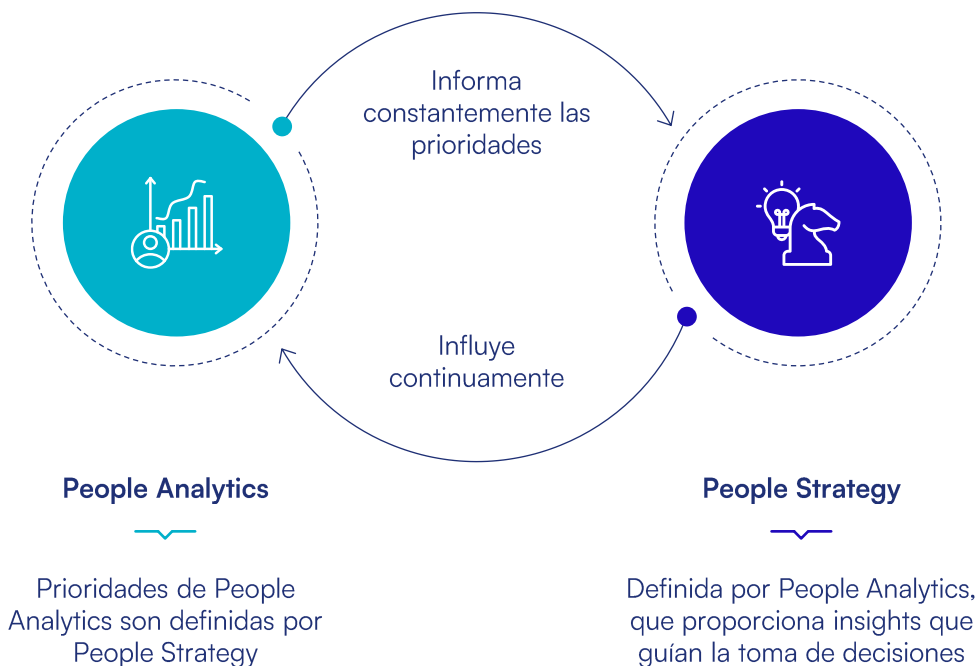 Informa
constantemente las
prioridades
Influye
continuamente
People Analytics
Prioridades de People
Analytics son definidas por
People Strategy
People Strategy
Definida por People Analytics,
que proporciona insights que
guían la toma de decisiones